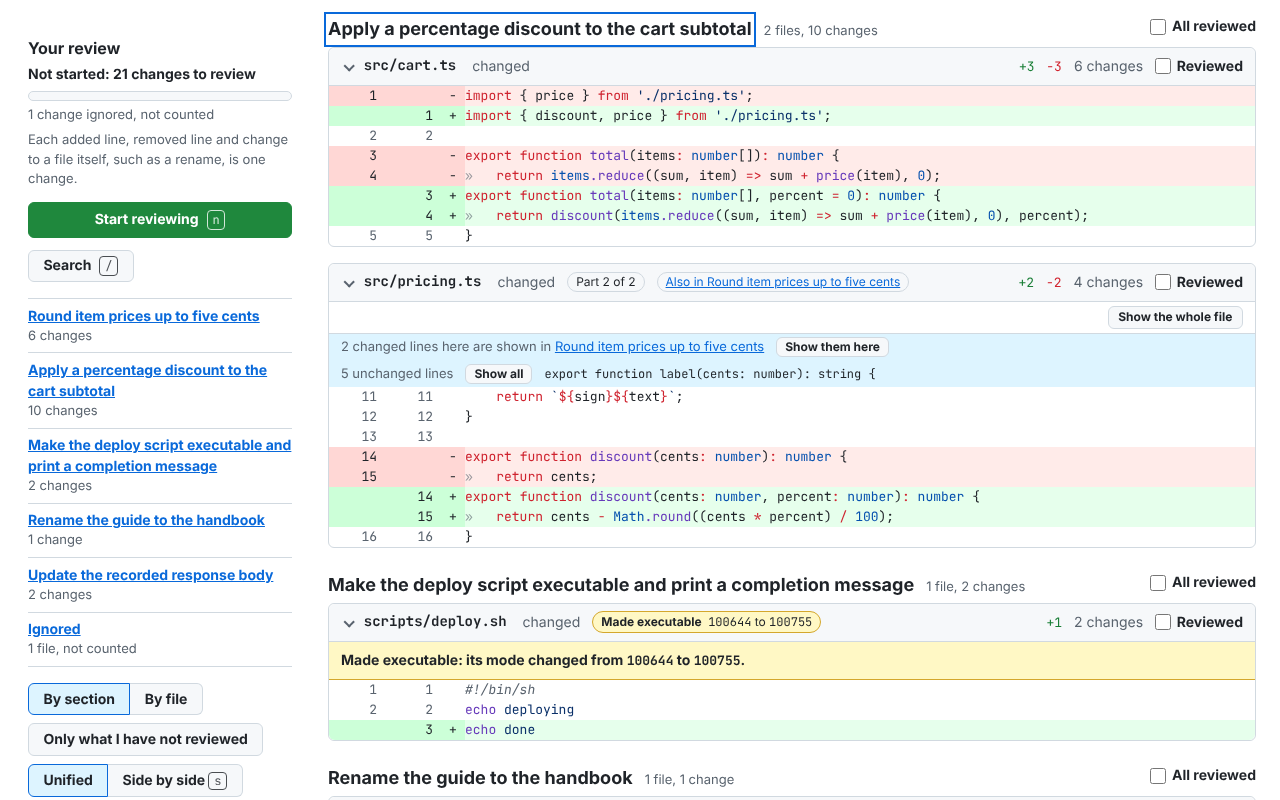 Your review
Not started: 21 changes to review
1 change ignored, not counted
Each added line, removed line and change
to a file itself, such as a rename, is one
change.
Start reviewing n
Search /
Round item prices up to five cents
6 changes
Apply a percentage discount to the
cart subtotal
10 changes
Make the deploy script executable and
print a completion message
2 changes
Rename the guide to the handbook
1 change
Update the recorded response body
2 changes
Ignored
1 file, not counted
By section By file
Only what I have not reviewed
Unified Side by side s
Apply a percentage discount to the cart subtotal 2 files, 10 changes All reviewed
src/cart.ts changed +3 -3 6 changes Reviewed
1 - import { price } from './pricing.ts';
1 + import { discount, price } from './pricing.ts';
2 2
3 - export function total(items: number[]): number {
4 - » return items.reduce((sum, item) => sum + price(item), 0);
3 + export function total(items: number[], percent = 0): number {
4 + » return discount(items.reduce((sum, item) => sum + price(item), 0), percent);
5 5 }
src/pricing.ts changed Part 2 of 2 Also in Round item prices up to five cents +2 -2 4 changes Reviewed
Show the whole file
2 changed lines here are shown in Round item prices up to five cents Show them here
5 unchanged lines Show all export function label(cents: number): string {
11 11 return `${sign}${text}`;
12 12 }
13 13
14 - export function discount(cents: number): number {
15 - » return cents;
14 + export function discount(cents: number, percent: number): number {
15 + » return cents - Math.round((cents * percent) / 100);
16 16 }
Make the deploy script executable and print a completion message 1 file, 2 changes All reviewed
scripts/deploy.sh changed Made executable 100644 to 100755 +1 2 changes Reviewed
Made executable: its mode changed from 100644 to 100755.
1 1 #!/bin/sh
2 2 echo deploying
3 + echo done
Rename the guide to the handbook 1 file, 1 change All reviewed